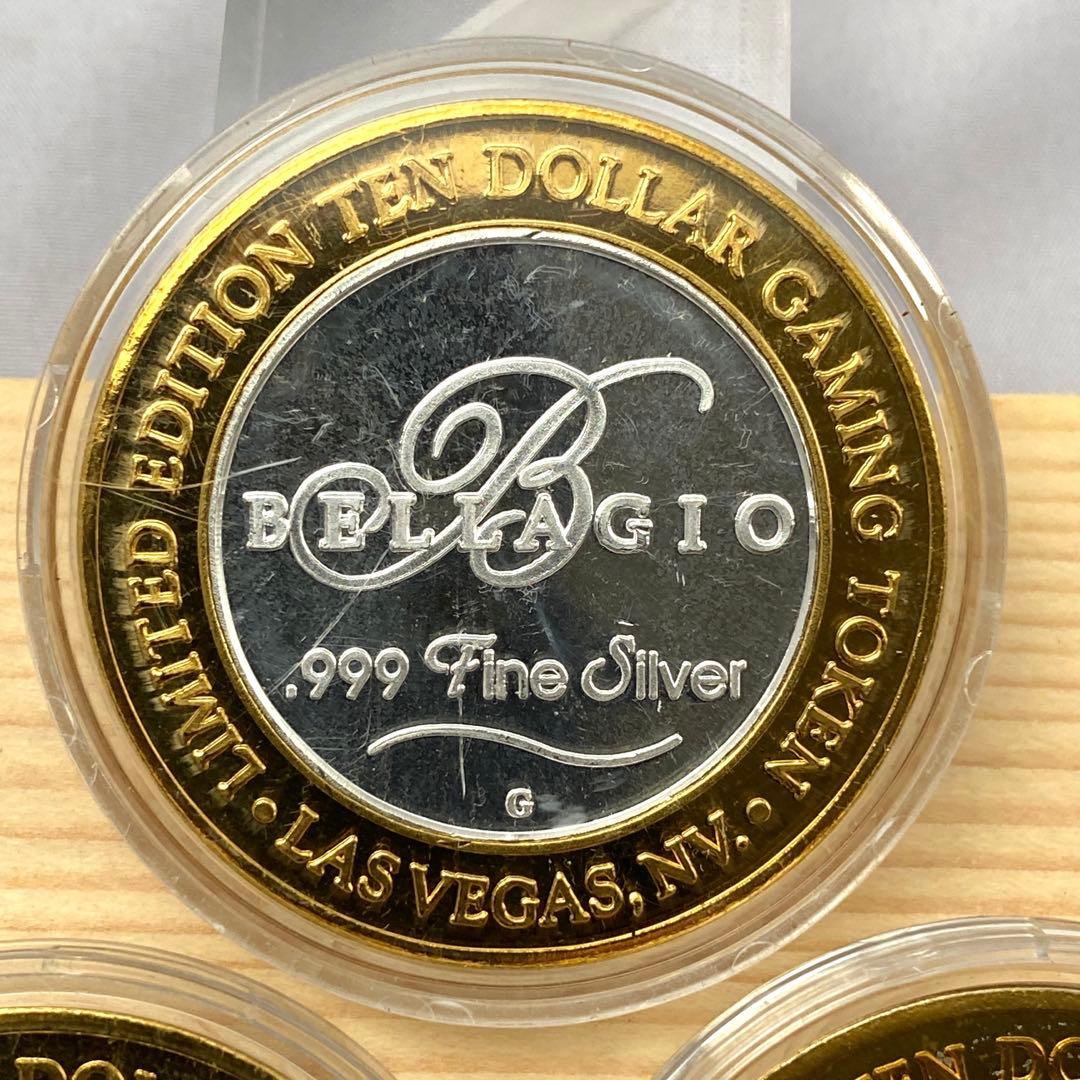 LIMITED EDITION TEN DOLLAR GAMING TOKEN
B
BELLAGIO
.999 Fine Silver
G
• LAS VEGAS, NV. •